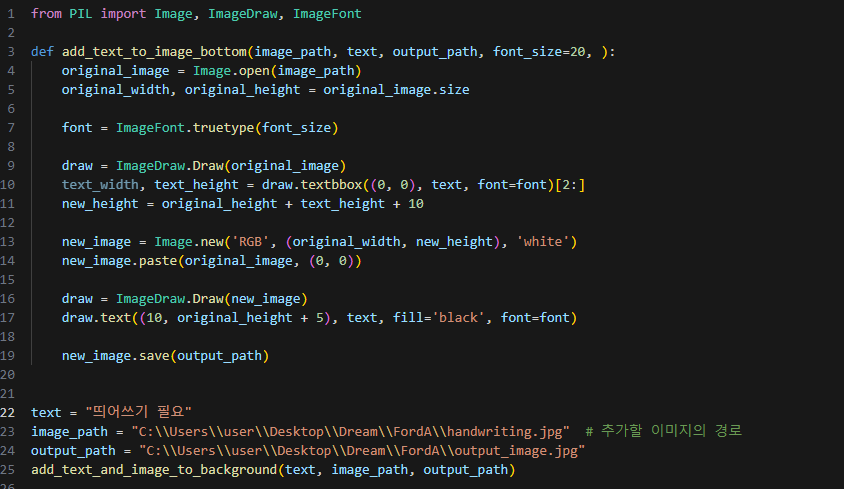 1 from PIL import Image, ImageDraw, ImageFont
2
3 def add_text_to_image_bottom(image_path, text, output_path, font_size=20, ):
4 original_image = Image.open(image_path)
5 original_width, original_height = original_image.size
6
7 font = ImageFont.truetype(font_size)
8
9 draw = ImageDraw.Draw(original_image)
10 text_width, text_height = draw.textbbox((0, 0), text, font=font)[2:]
11 new_height = original_height + text_height + 10
12
13 new_image = Image.new('RGB', (original_width, new_height), 'white')
14 new_image.paste(original_image, (0, 0))
15
16 draw = ImageDraw.Draw(new_image)
17 draw.text((10, original_height + 5), text, fill='black', font=font)
18
19 new_image.save(output_path)
20
21
22 text = "띄어쓰기 필요"
23 image_path = "C:\\Users\\user\\Desktop\\Dream\\FordA\\handwriting.jpg" # 추가할 이미지의 경로
24 output_path = "C:\\Users\\user\\Desktop\\Dream\\FordA\\output_image.jpg"
25 add_text_and_image_to_background(text, image_path, output_path)
26